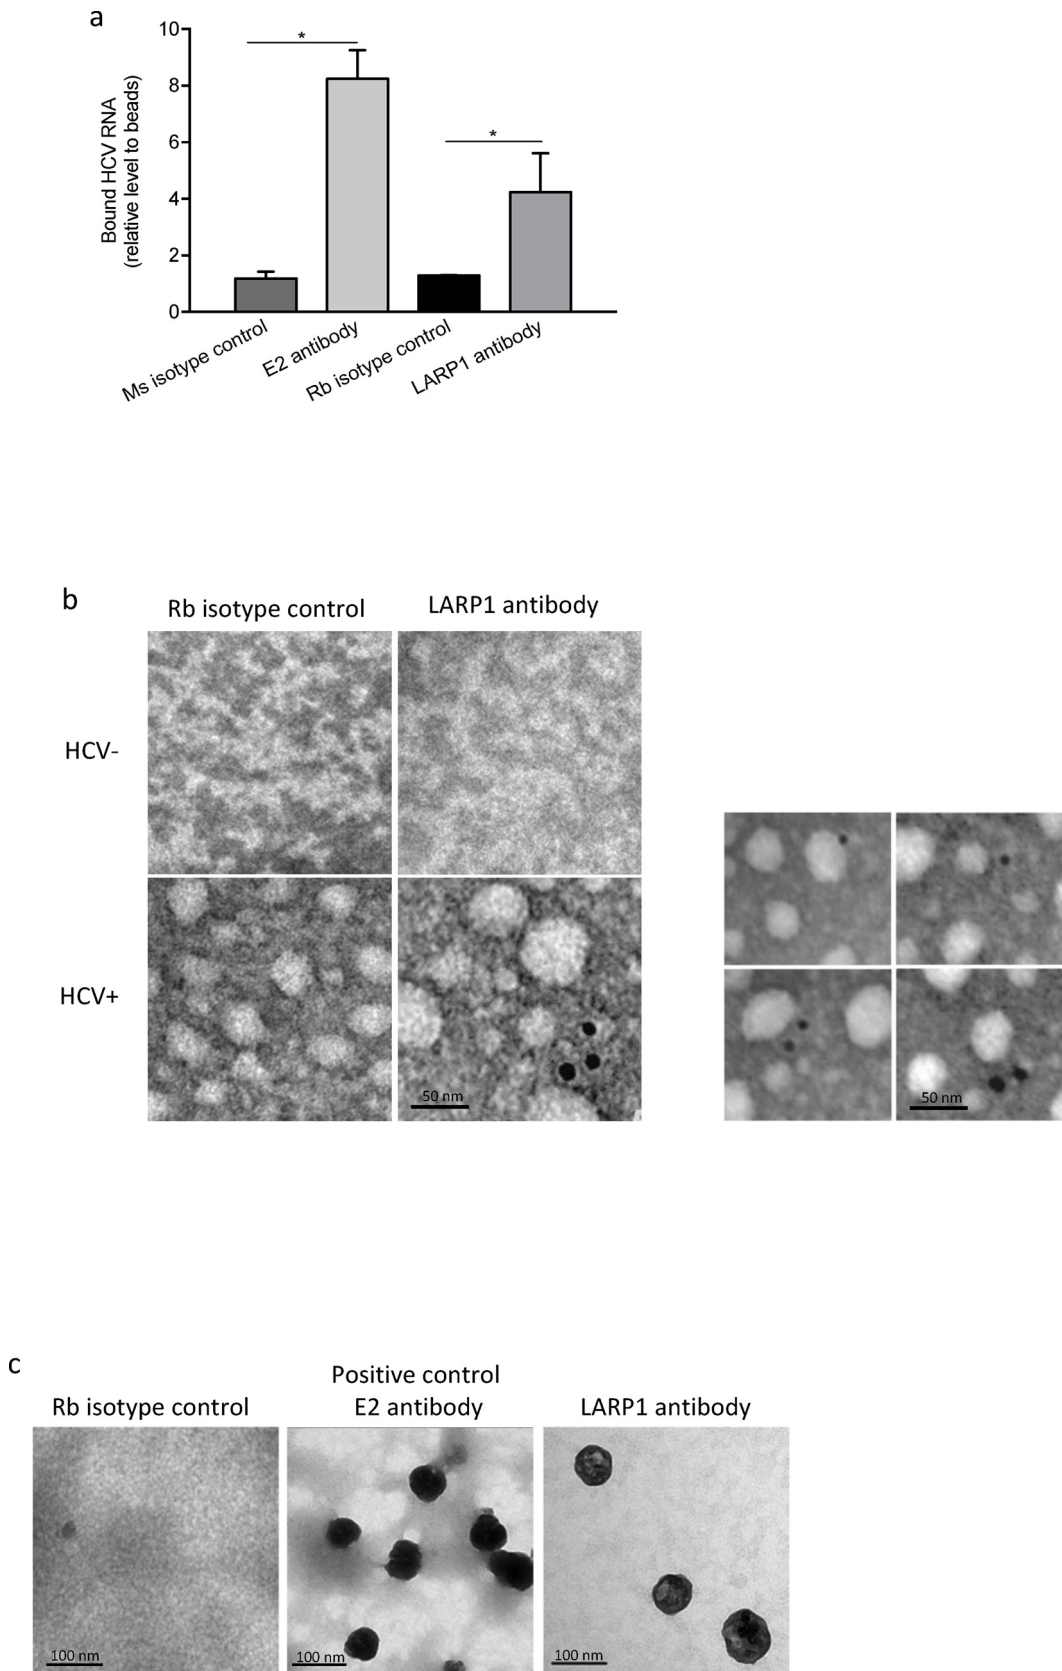 a
10
8
6
4
2
0
Bound HCV RNA
(relative level to beads)
*
*
Ms isotype control
E2 antibody
Rb isotype control
LARP1 antibody
b
Rb isotype control
LARP1 antibody
HCV-
HCV+
50 nm
50 nm
c
Rb isotype control
Positive control
E2 antibody
LARP1 antibody
100 nm
100 nm
100 nm